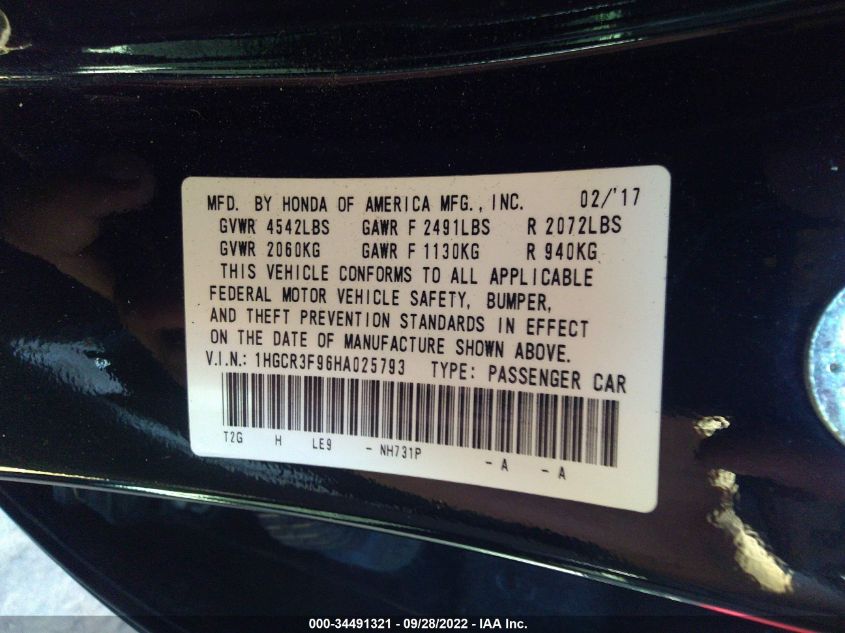 MFD. BY HONDA OF AMERICA MFG., INC. 02/'17
GVWR 4542LBS GAWR F 2491LBS R 2072LBS
GVWR 2060KG GAWR F 1130KG R 940KG
THIS VEHICLE CONFORMS TO ALL APPLICABLE
FEDERAL MOTOR VEHICLE SAFETY, BUMPER,
AND THEFT PREVENTION STANDARDS IN EFFECT
ON THE DATE OF MANUFACTURE SHOWN ABOVE.
V.I.N.: 1HGCR3F96HA025793 TYPE: PASSENGER CAR
T2G H LE9 - NH731P - A - A
000-34491321 - 09/28/2022 - IAA Inc.